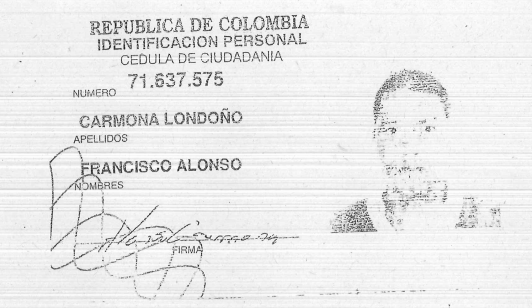 REPUBLICA DE COLOMBIA
IDENTIFICACION PERSONAL
CEDULA DE CIUDADANIA
71.637.575
NUMERO
CARMONA LONDOÑO
APELLIDOS
FRANCISCO ALONSO
NOMBRES
FIRMA